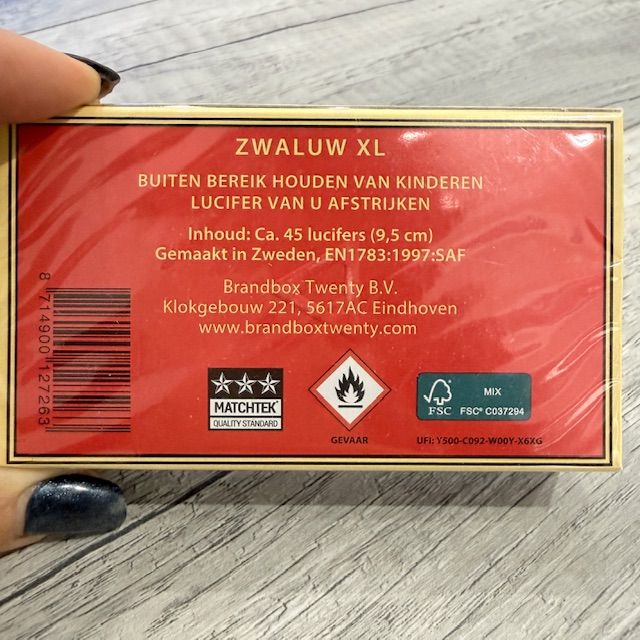 ZWALUW XL
BUITEN BEREIK HOUDEN VAN KINDEREN
LUCIFER VAN U AFSTRIJKEN
Inhoud: Ca. 45 lucifers (9,5 cm)
Gemaakt in Zweden, EN1783:1997:SAF
Brandbox Twenty B.V.
Klokgebouw 221, 5617AC Eindhoven
www.brandboxtwenty.com
8 714900 127263
MATCHTEK
QUALITY STANDARD
GEVAAR
FSC
MIX
FSC® C037294
UFI: Y500-C092-W00Y-X6XG